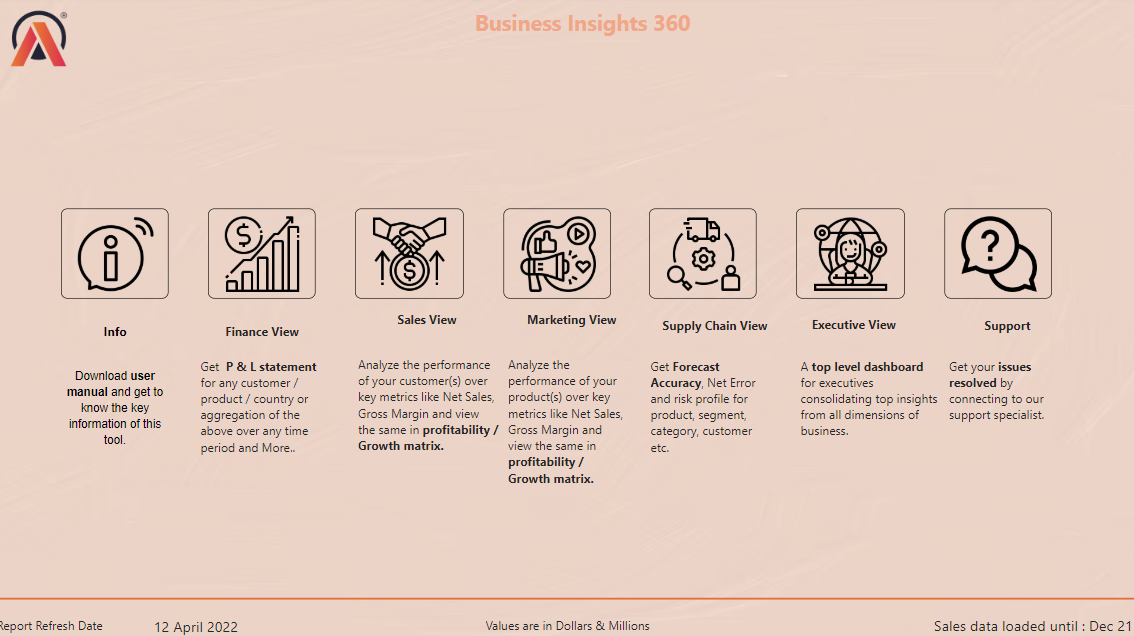 ®
Business Insights 360
Info
Download user
manual and get to
know the key
information of this
tool.
Finance View
Get P & L statement
for any customer /
product / country or
aggregation of the
above over any time
period and More..
Sales View
Analyze the performance
of your customer(s) over
key metrics like Net Sales,
Gross Margin and view
the same in profitability /
Growth matrix.
Marketing View
Analyze the
performance of your
product(s) over key
metrics like Net Sales,
Gross Margin and
view the same in
profitability /
Growth matrix.
Supply Chain View
Get Forecast
Accuracy, Net Error
and risk profile for
product, segment,
category, customer
etc.
Executive View
A top level dashboard
for executives
consolidating top insights
from all dimensions of
business.
Support
Get your issues
resolved by
connecting to our
support specialist.
Report Refresh Date
12 April 2022
Values are in Dollars & Millions
Sales data loaded until : Dec 21